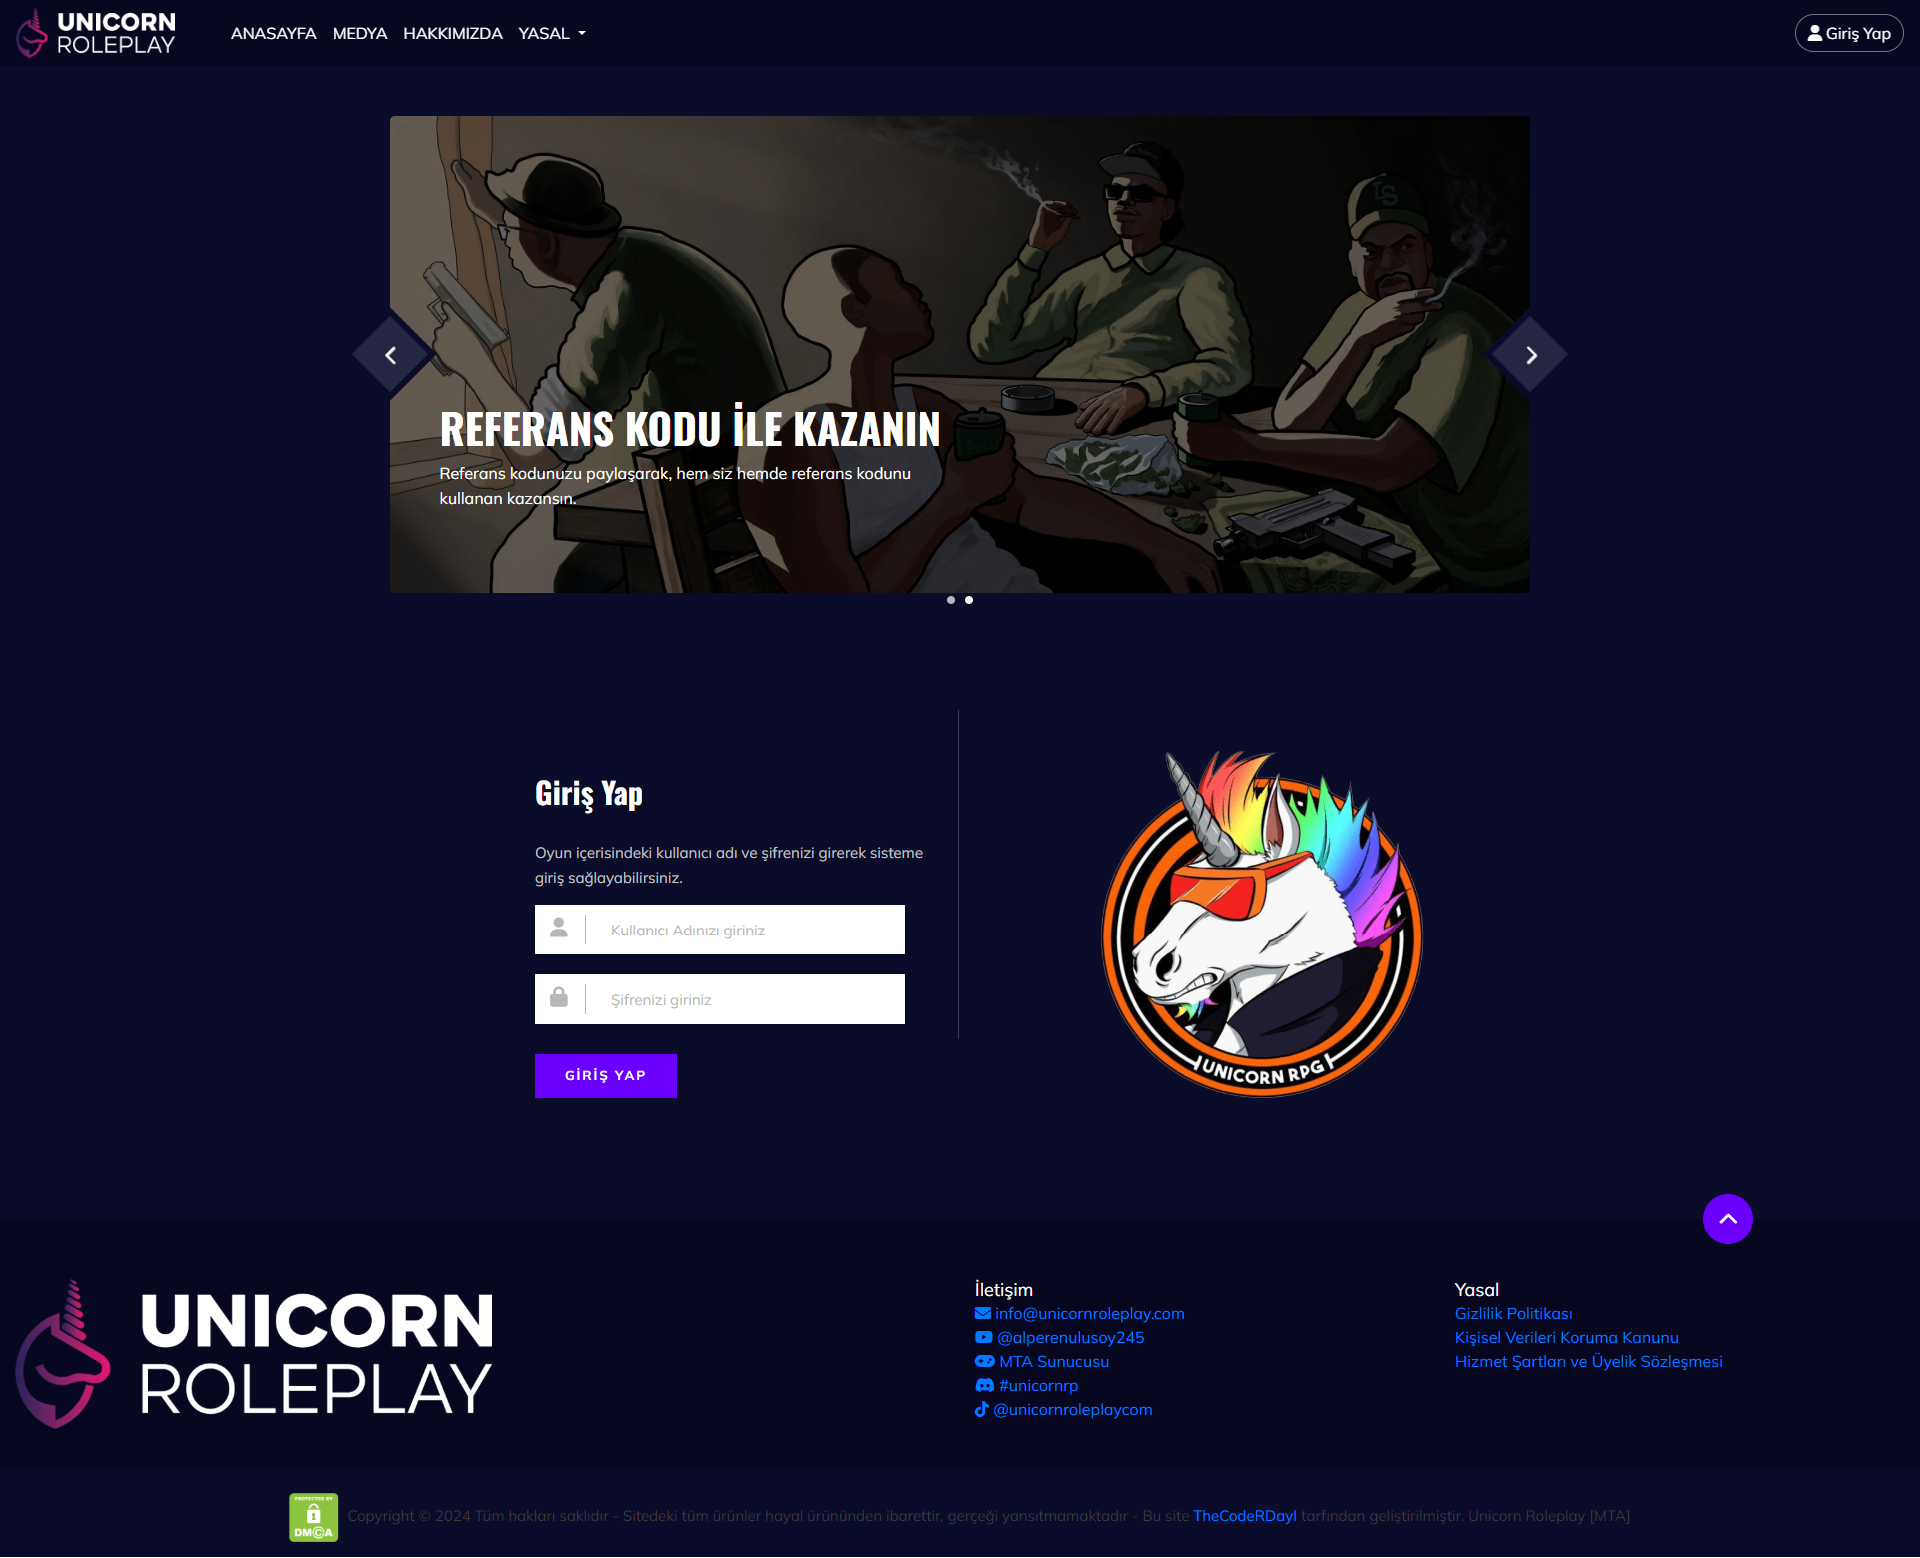 UNICORN
ROLEPLAY
ANASAYFA MEDYA HAKKIMIZDA YASAL
Giriş Yap
LS
REFERANS KODU İLE KAZANIN
Referans kodunuzu paylaşarak, hem siz hemde referans kodunu
kullanan kazansın.
Giriş Yap
Oyun içerisindeki kullanıcı adı ve şifrenizi girerek sisteme
giriş sağlayabilirsiniz.
Kullanıcı Adınızı giriniz
Şifrenizi giriniz
GİRİŞ YAP
UNICORN RPG
UNICORN
ROLEPLAY
İletişim
info@unicornroleplay.com
@alperenulusoy245
MTA Sunucusu
#unicornrp
@unicornroleplaycom
Yasal
Gizlilik Politikası
Kişisel Verileri Koruma Kanunu
Hizmet Şartları ve Üyelik Sözleşmesi
PROTECTED BY
DMCA
Copyright © 2024 Tüm hakları saklıdır - Sitedeki tüm ürünler hayal ürününden ibarettir, gerçeği yansıtmamaktadır - Bu site TheCodeRDayI tarfından geliştirilmiştir. Unicorn Roleplay [MTA]